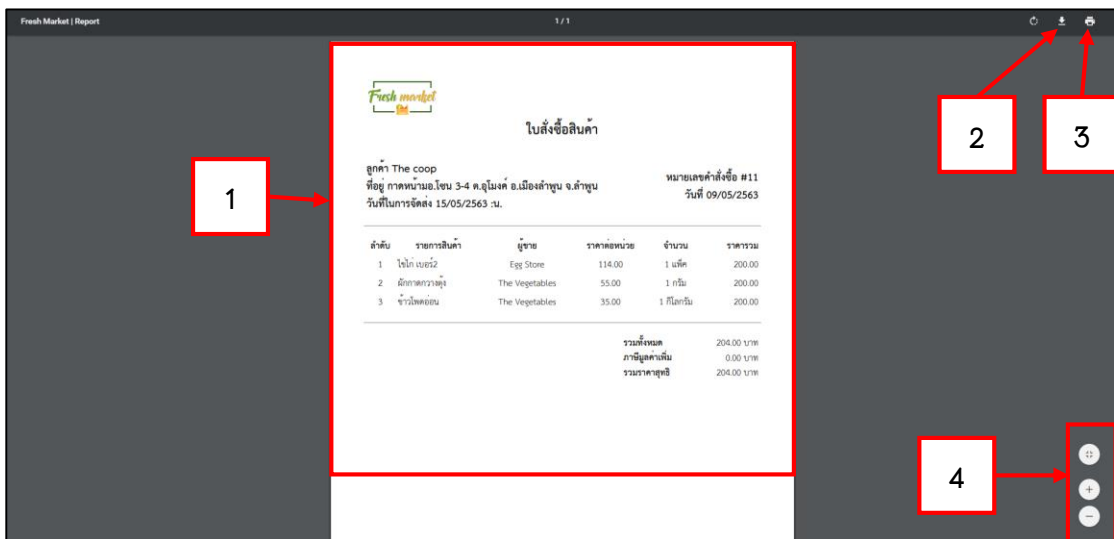 Fresh Market | Report 1 / 1
Fresh market
ใบสั่งซื้อสินค้า
ลูกค้า The coop
ที่อยู่ กาดหน้ามอ.โซน 3-4 ต.อุโมงค์ อ.เมืองลำพูน จ.ลำพูน
วันที่ในการจัดส่ง 15/05/2563 :น.
หมายเลขคำสั่งซื้อ #11
วันที่ 09/05/2563
ลำดับ รายการสินค้า ผู้ขาย ราคาต่อหน่วย จำนวน ราคารวม
1 ไข่ไก่ เบอร์2 Egg Store 114.00 1 แพ็ค 200.00
2 ผักกาดกวางตุ้ง The Vegetables 55.00 1 กรัม 200.00
3 ข้าวโพดอ่อน The Vegetables 35.00 1 กิโลกรัม 200.00
รวมทั้งหมด 204.00 บาท
ภาษีมูลค่าเพิ่ม 0.00 บาท
รวมราคาสุทธิ 204.00 บาท
1
2
3
4